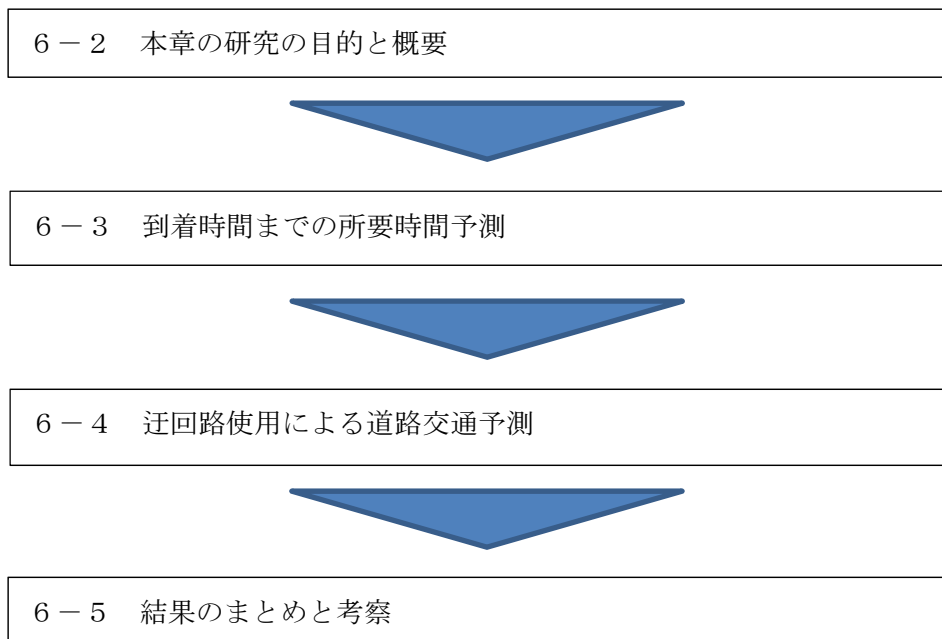 ６－２　本章の研究の目的と概要
６－３　到着時間までの所要時間予測
６－４　迂回路使用による道路交通予測
６－５　結果のまとめと考察